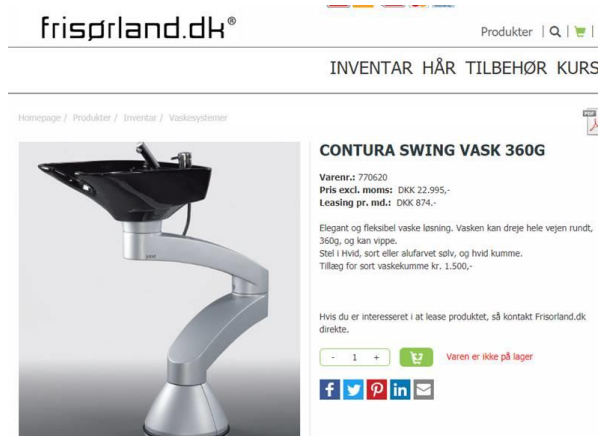 frisørland.dk®
Produkter
INVENTAR HÅR TILBEHØR KURS
Homepage / Produkter / Inventar / Vaskesystemer
PDF
CONTURA SWING VASK 360G
Varenr.: 770620
Pris excl. moms: DKK 22.995,-
Leasing pr. md.: DKK 874.-
Elegant og fleksibel vaske løsning. Vasken kan dreje hele vejen rundt,
360g, og kan vippe.
Stel i Hvid, sort eller alufarvet sølv, og hvid kumme.
Tillæg for sort vaskekumme kr. 1.500,-
Hvis du er interesseret i at lease produktet, så kontakt Frisorland.dk
direkte.
- 1 +
Varen er ikke på lager